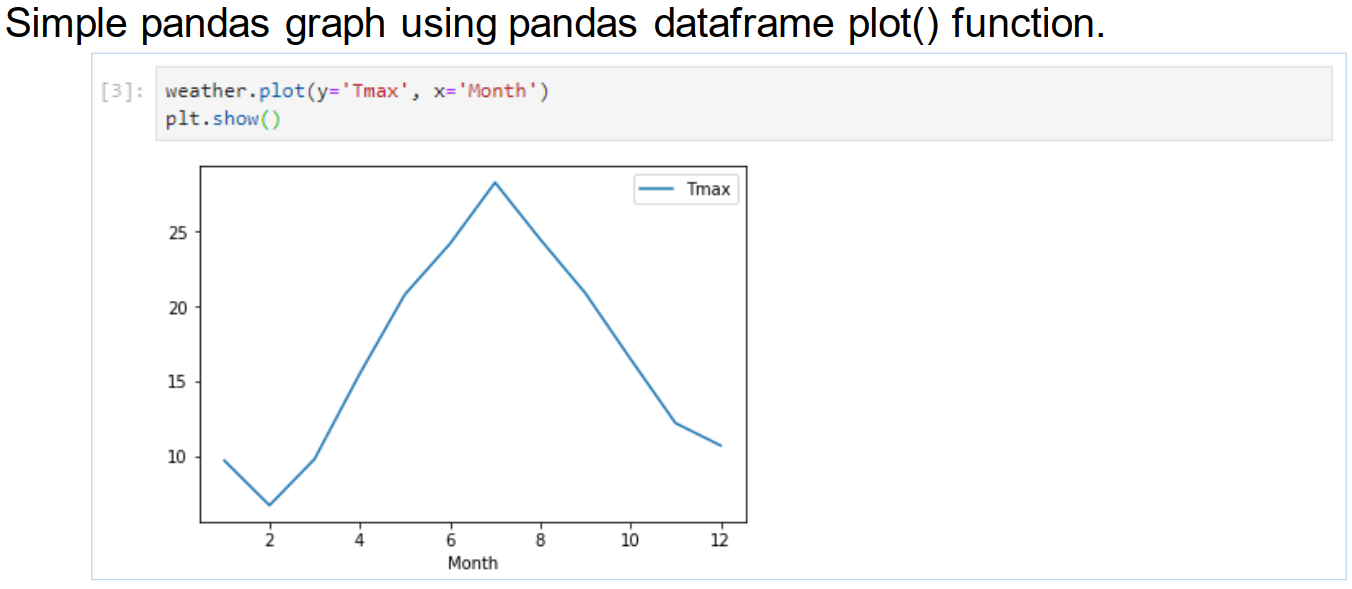 Simple pandas graph using pandas dataframe plot() function.
[3]: weather.plot(y='Tmax', x='Month')
plt.show()
Tmax
25
20
15
10
2 4 6 8 10 12
Month